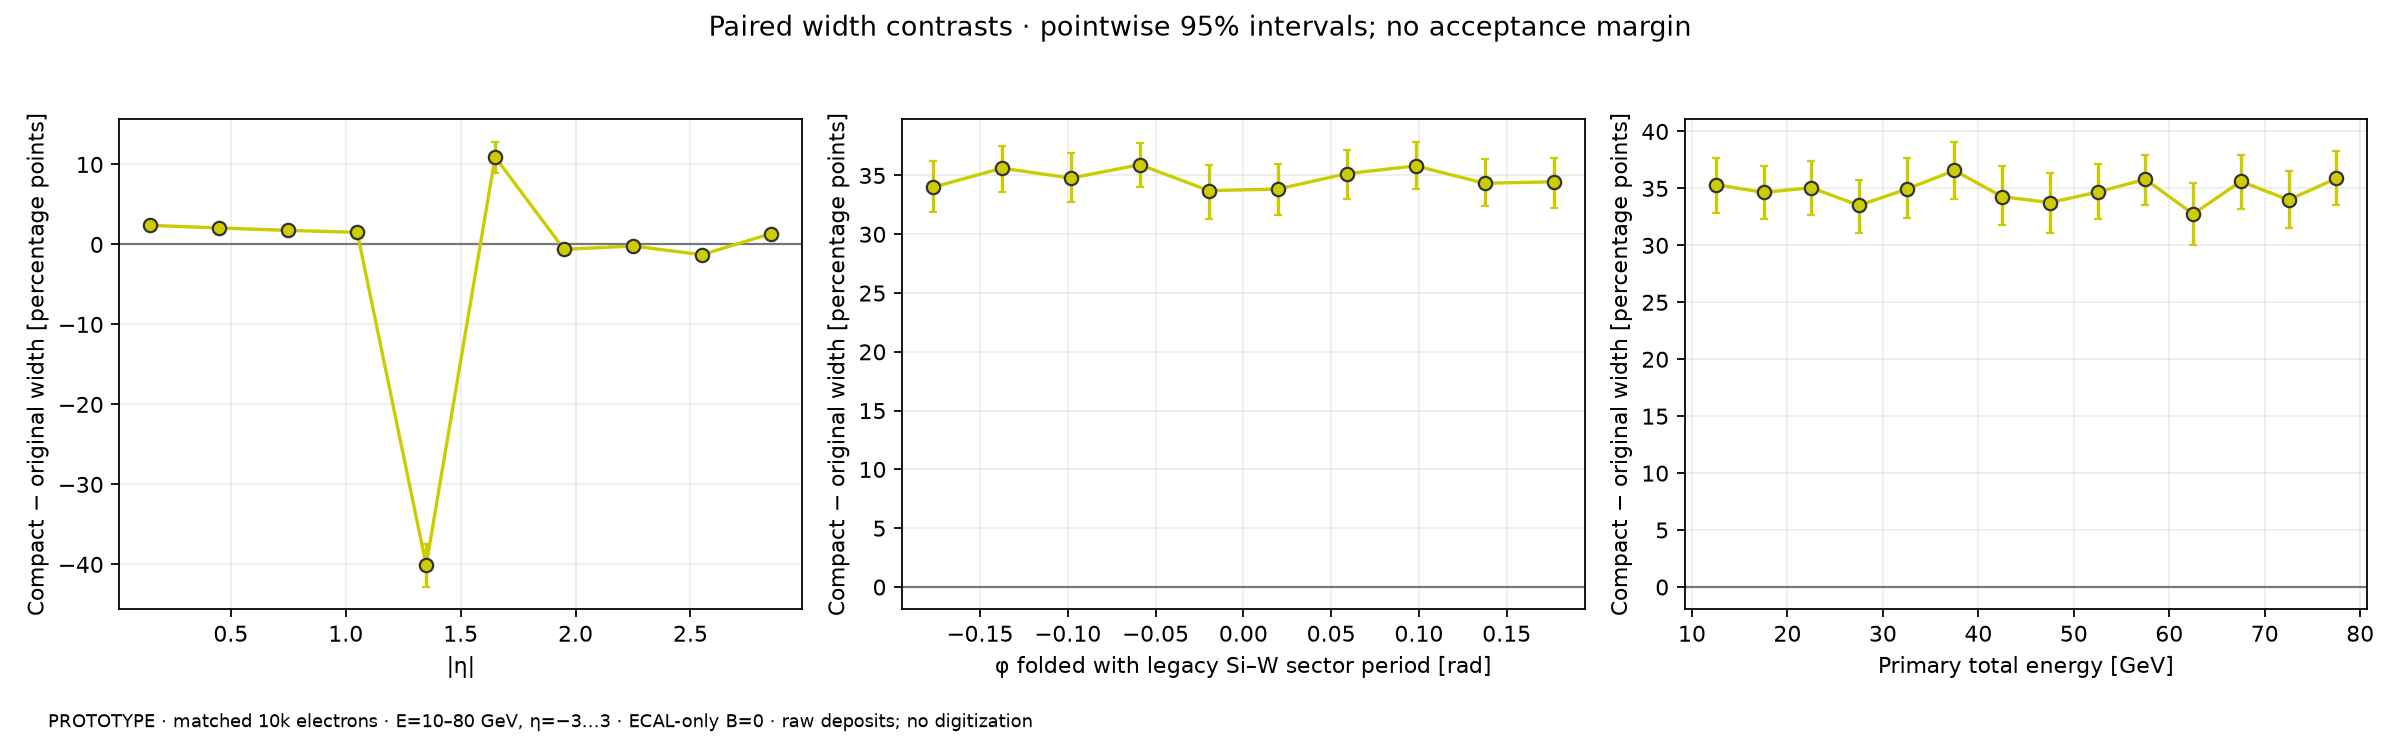 Paired width contrasts · pointwise 95% intervals; no acceptance margin
Compact − original width [percentage points]
10
0
−10
−20
−30
−40
0.5 1.0 1.5 2.0 2.5
|η|
Compact − original width [percentage points]
35
30
25
20
15
10
5
0
−0.15 −0.10 −0.05 0.00 0.05 0.10 0.15
φ folded with legacy Si–W sector period [rad]
Compact − original width [percentage points]
40
35
30
25
20
15
10
5
0
10 20 30 40 50 60 70 80
Primary total energy [GeV]
PROTOTYPE · matched 10k electrons · E=10–80 GeV, η=−3…3 · ECAL-only B=0 · raw deposits; no digitization